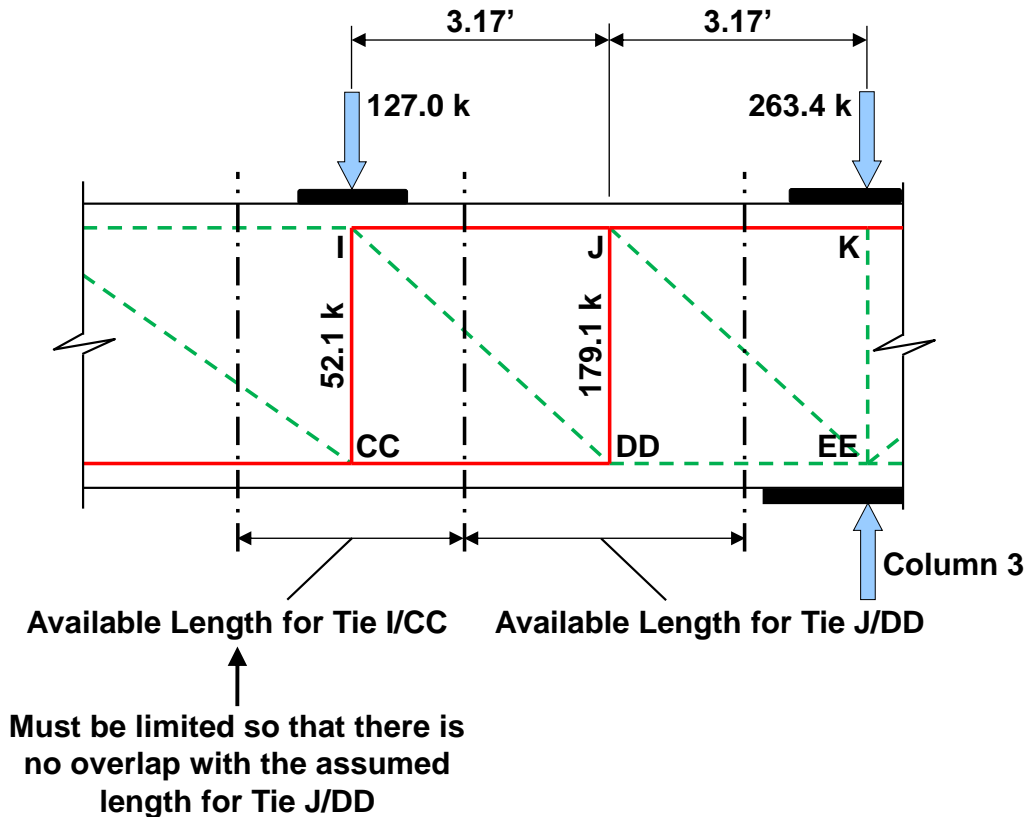 3.17’ 3.17’
127.0 k 263.4 k
I J K
52.1 k 179.1 k
CC DD EE
Column 3
Available Length for Tie I/CC Available Length for Tie J/DD
Must be limited so that there is
no overlap with the assumed
length for Tie J/DD